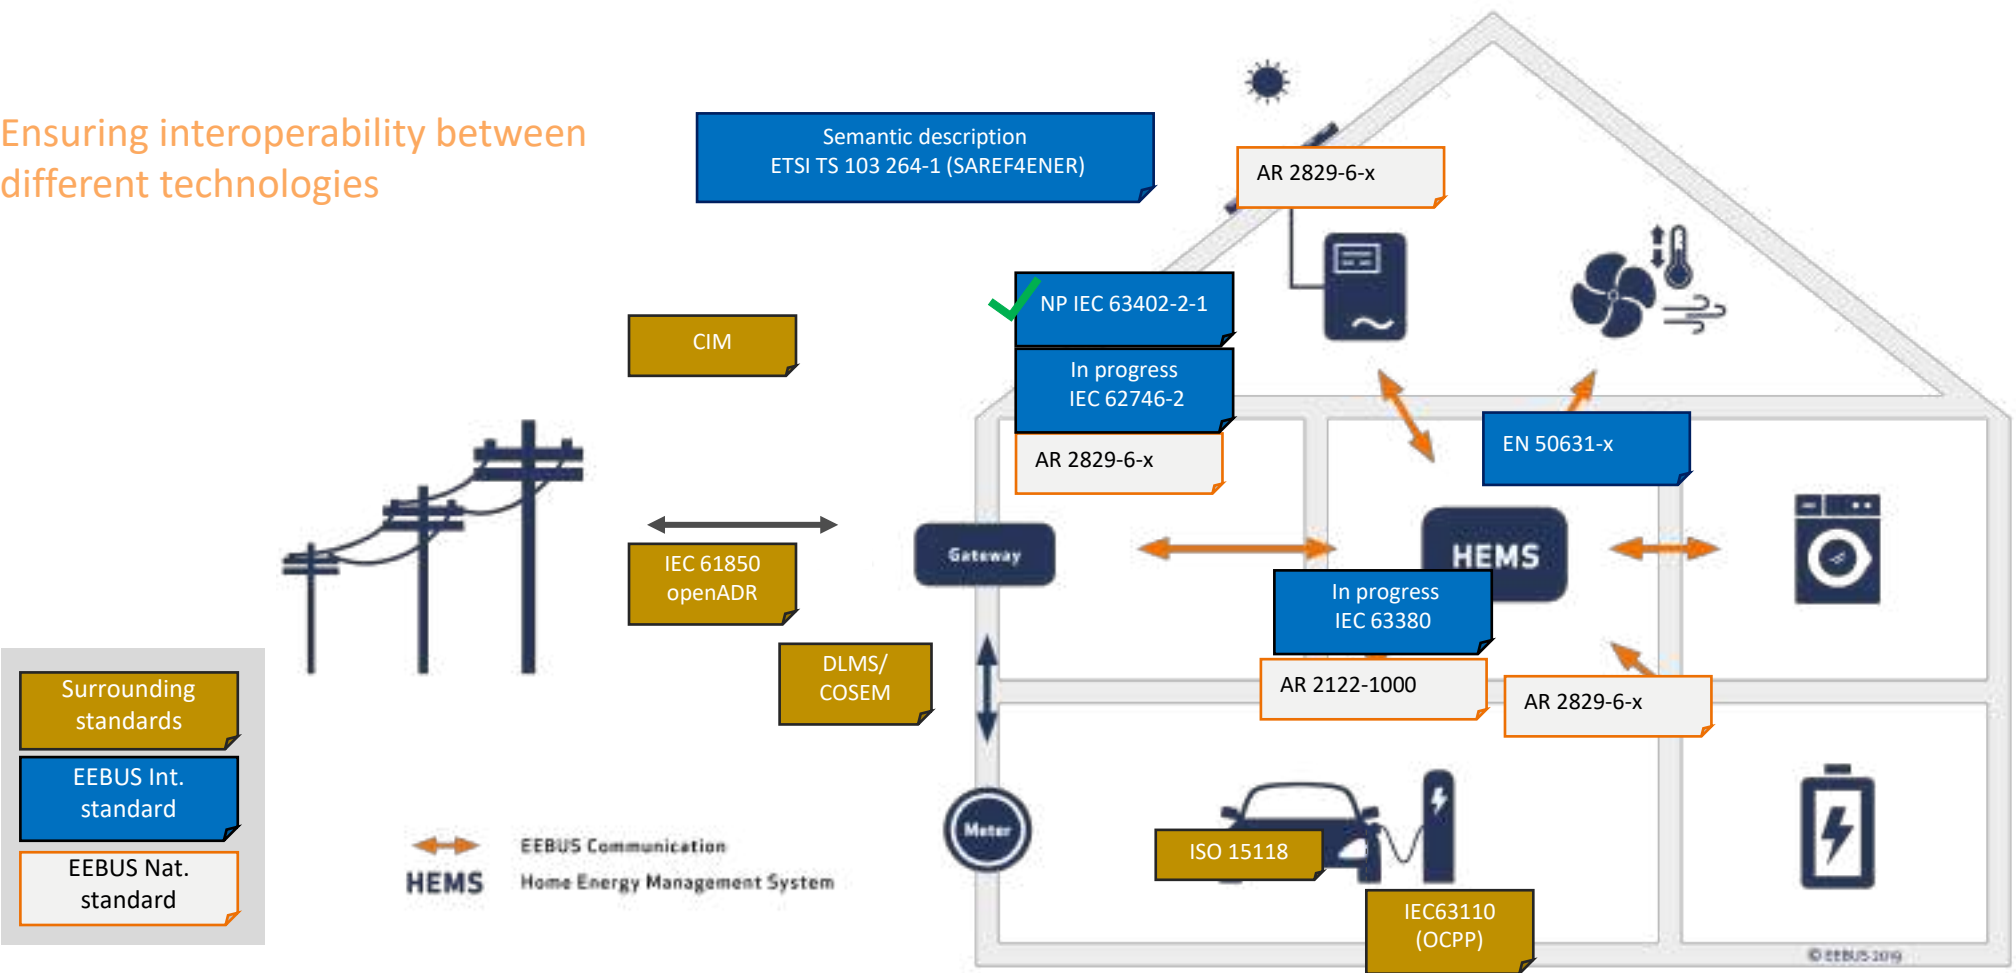 Ensuring interoperability between
different technologies
Semantic description
ETSI TS 103 264-1 (SAREF4ENER)
AR 2829-6-x
NP IEC 63402-2-1
CIM
In progress
IEC 62746-2
AR 2829-6-x
EN 50631-x
Gateway
HEMS
IEC 61850
openADR
In progress
IEC 63380
DLMS/
COSEM
AR 2122-1000
AR 2829-6-x
Surrounding
standards
EEBUS Int.
standard
EEBUS Nat.
standard
EEBUS Communication
HEMS Home Energy Management System
Meter
ISO 15118
IEC63110
(OCPP)
© EEBUS 2019